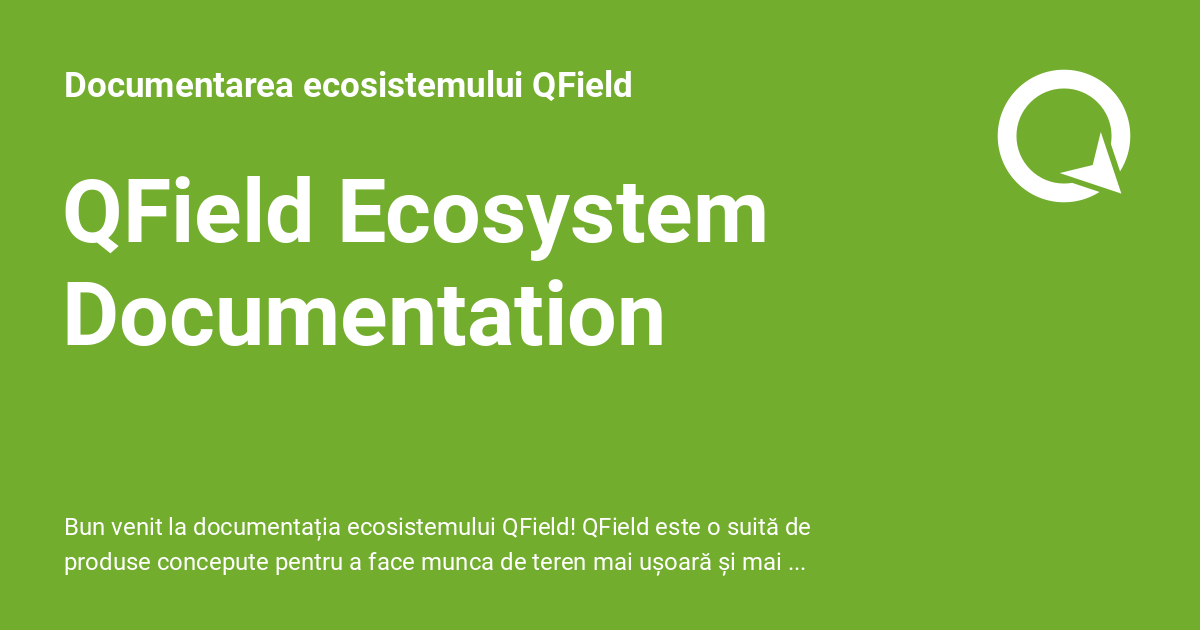 Documentarea ecosistemului QField
QField Ecosystem
Documentation
Bun venit la documentația ecosistemului QField! QField este o suită de
produse concepute pentru a face munca de teren mai ușoară și mai ...